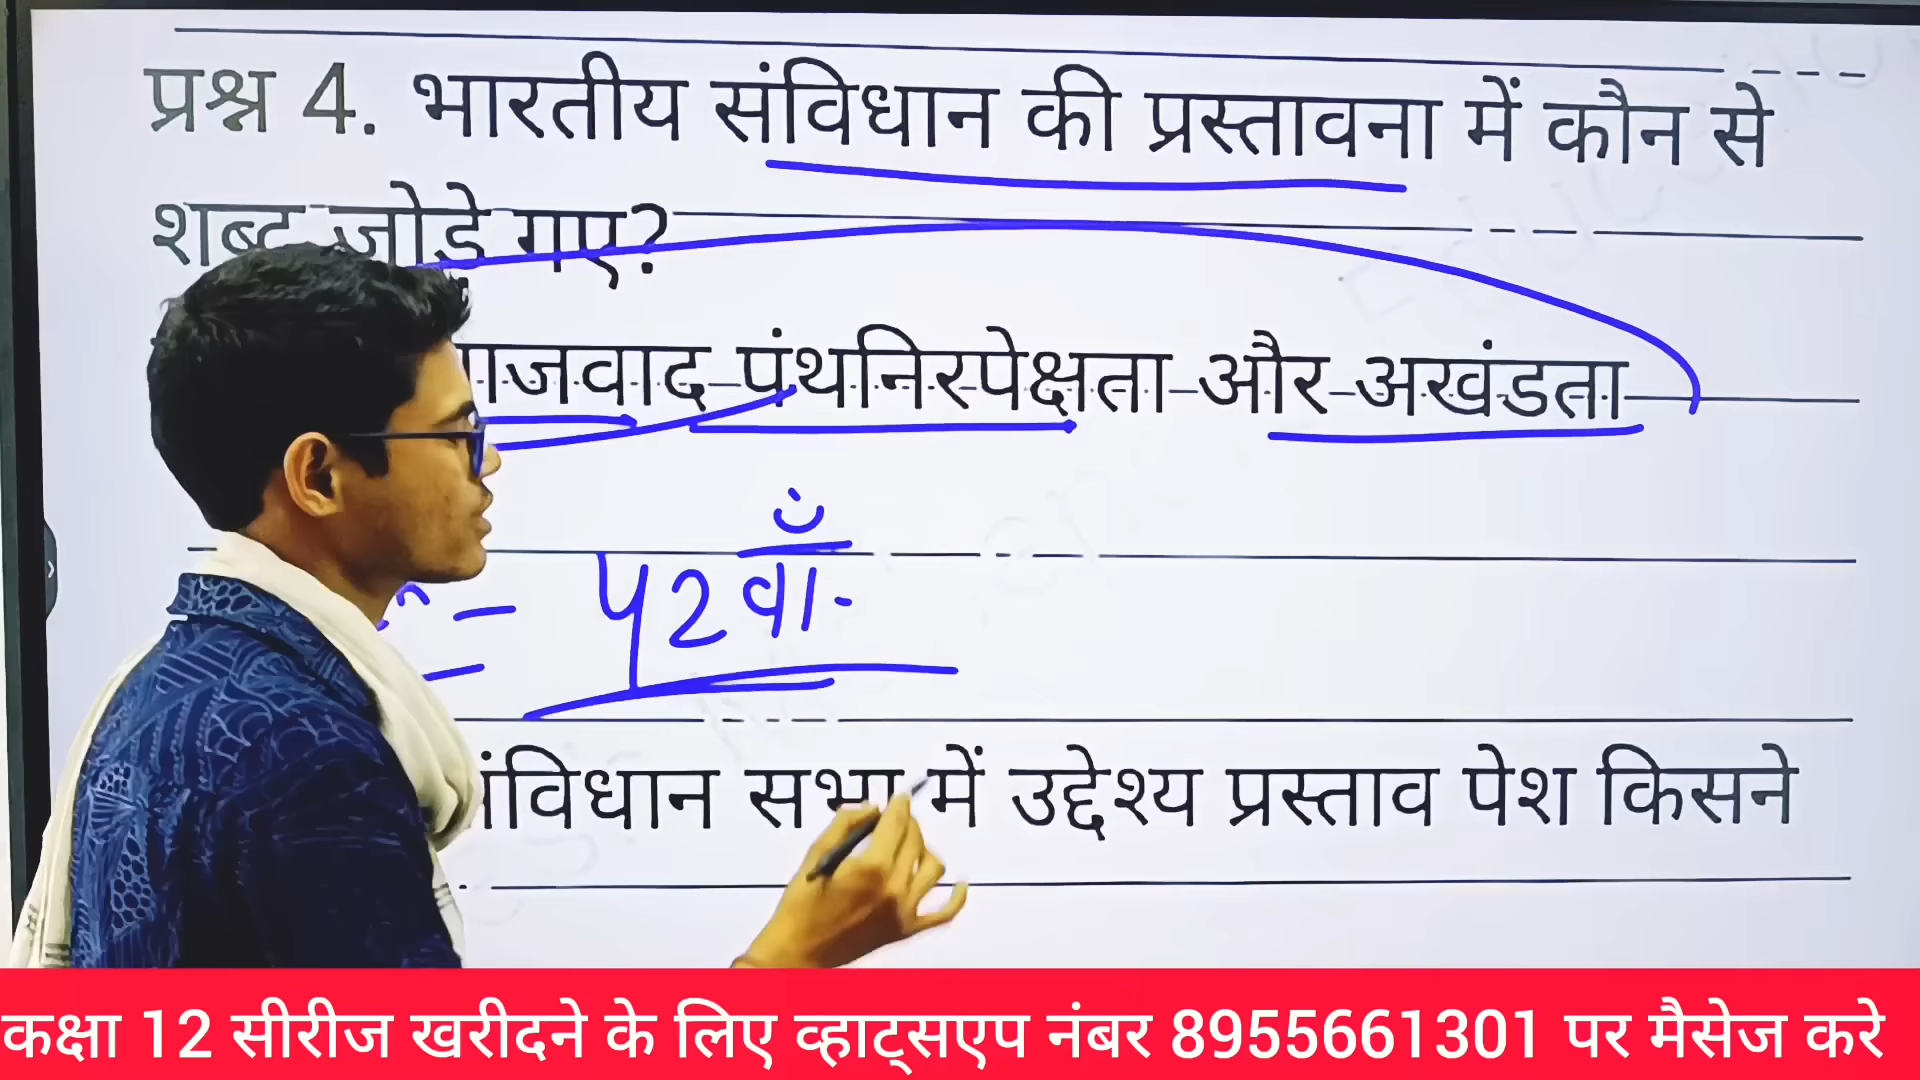 प्रश्न 4. भारतीय संविधान की प्रस्तावना में कौन से
शब्द जोड़े गए?
पंथनिरपेक्षता और अखंडता
42वाँ
संविधान सभा में उद्देश्य प्रस्ताव पेश किसने
कक्षा 12 सीरीज खरीदने के लिए व्हाट्सएप नंबर 8955661301 पर मैसेज करे